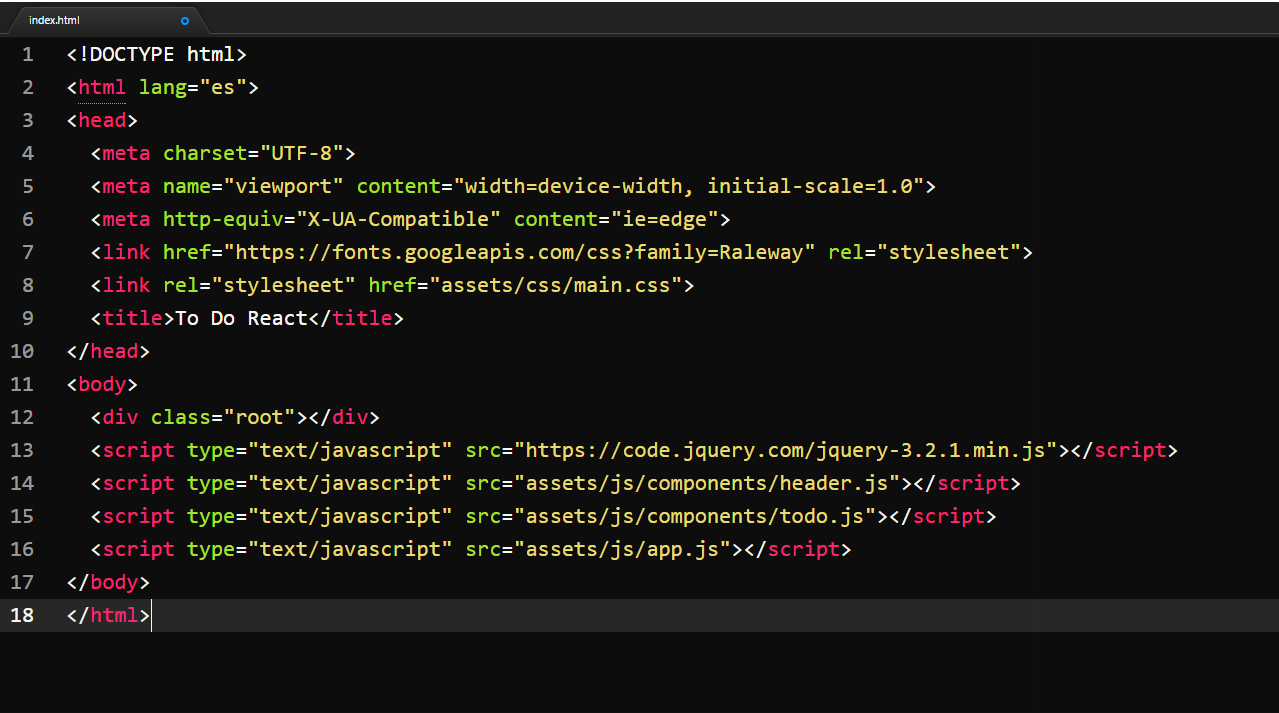 index.html
1 <!DOCTYPE html>
2 <html lang="es">
3 <head>
4   <meta charset="UTF-8">
5   <meta name="viewport" content="width=device-width, initial-scale=1.0">
6   <meta http-equiv="X-UA-Compatible" content="ie=edge">
7   <link href="https://fonts.googleapis.com/css?family=Raleway" rel="stylesheet">
8   <link rel="stylesheet" href="assets/css/main.css">
9   <title>To Do React</title>
10 </head>
11 <body>
12   <div class="root"></div>
13   <script type="text/javascript" src="https://code.jquery.com/jquery-3.2.1.min.js"></script>
14   <script type="text/javascript" src="assets/js/components/header.js"></script>
15   <script type="text/javascript" src="assets/js/components/todo.js"></script>
16   <script type="text/javascript" src="assets/js/app.js"></script>
17 </body>
18 </html>